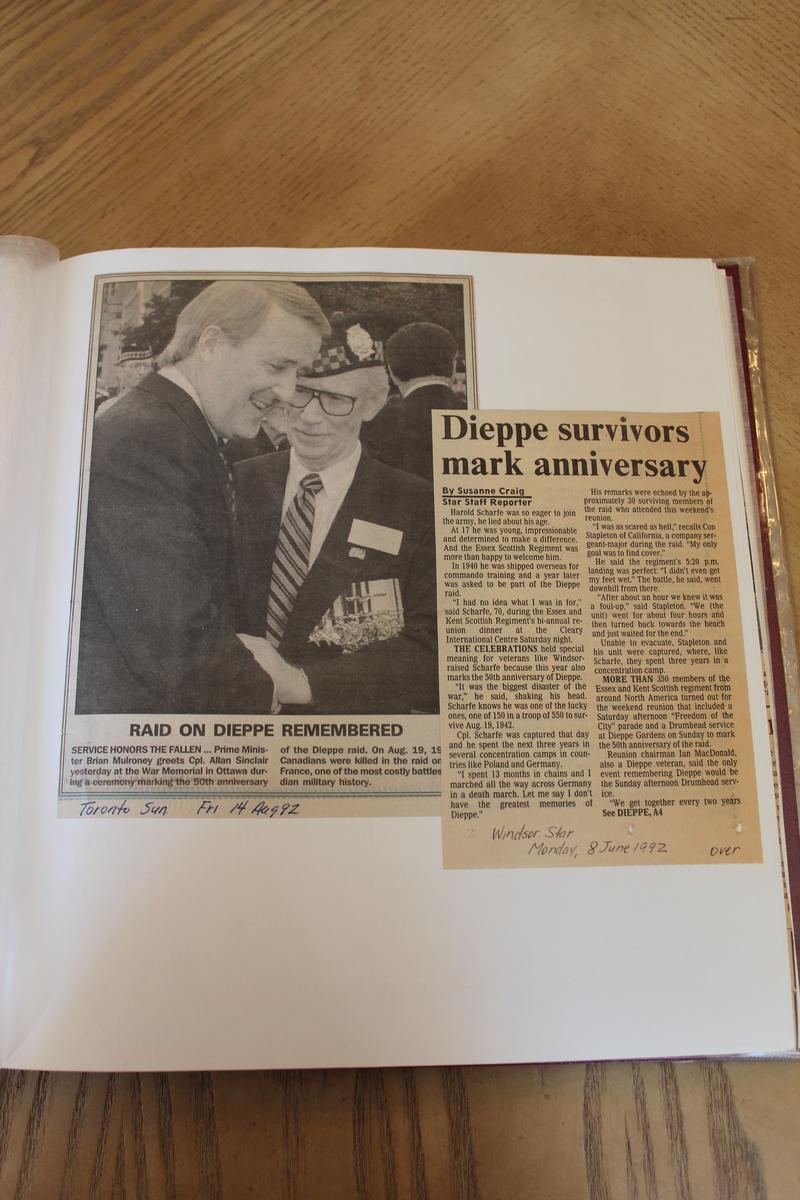 RAID ON DIEPPE REMEMBERED
SERVICE HONORS THE FALLEN ... Prime Minis-
ter Brian Mulroney greets Cpl. Allan Sinclair
yesterday at the War Memorial in Ottawa dur-
ing a ceremony marking the 50th anniversary
of the Dieppe raid. On Aug. 19, 19
Canadians were killed in the raid on
France, one of the most costly battles
dian military history.
Toronto Sun Fri 14 Aug 92
Dieppe survivors
mark anniversary
By Susanne Craig
Star Staff Reporter
Harold Scharfe was so eager to join
the army, he lied about his age.
At 17 he was young, impressionable
and determined to make a difference.
And the Essex Scottish Regiment was
more than happy to welcome him.
In 1940 he was shipped overseas for
commando training and a year later
was asked to be part of the Dieppe
raid.
"I had no idea what I was in for,"
said Scharfe, 70, during the Essex and
Kent Scottish Regiment's bi-annual re-
union dinner at the Cleary
International Centre Saturday night.
THE CELEBRATIONS held special
meaning for veterans like Windsor-
raised Scharfe because this year also
marks the 50th anniversary of Dieppe.
"It was the biggest disaster of the
war," he said, shaking his head.
Scharfe knows he was one of the lucky
ones, one of 150 in a troop of 550 to sur-
vive Aug. 19, 1942.
Cpl. Scharfe was captured that day
and he spent the next three years in
several concentration camps in coun-
tries like Poland and Germany.
"I spent 13 months in chains and I
marched all the way across Germany
in a death march. Let me say I don't
have the greatest memories of
Dieppe."
His remarks were echoed by the ap-
proximately 30 surviving members of
the raid who attended this weekend's
reunion.
"I was as scared as hell," recalls Con
Stapleton of California, a company ser-
geant-major during the raid. "My only
goal was to find cover."
He said the regiment's 5:20 p.m.
landing was perfect: "I didn't even get
my feet wet." The battle, he said, went
downhill from there.
"After about an hour we knew it was
a foul-up," said Stapleton. "We (the
unit) went for about four hours and
then turned back towards the beach
and just waited for the end."
Unable to evacuate, Stapleton and
his unit were captured, where, like
Scharfe, they spent three years in a
concentration camp.
MORE THAN 350 members of the
Essex and Kent Scottish regiment from
around North America turned out for
the weekend reunion that included a
Saturday afternoon "Freedom of the
City" parade and a Drumhead service
at Dieppe Gardens on Sunday to mark
the 50th anniversary of the raid.
Reunion chairman Ian MacDonald,
also a Dieppe veteran, said the only
event remembering Dieppe would be
the Sunday afternoon Drumhead serv-
ice.
"We get together every two years
See DIEPPE, A4
Windsor Star
Monday, 8 June 1992 over